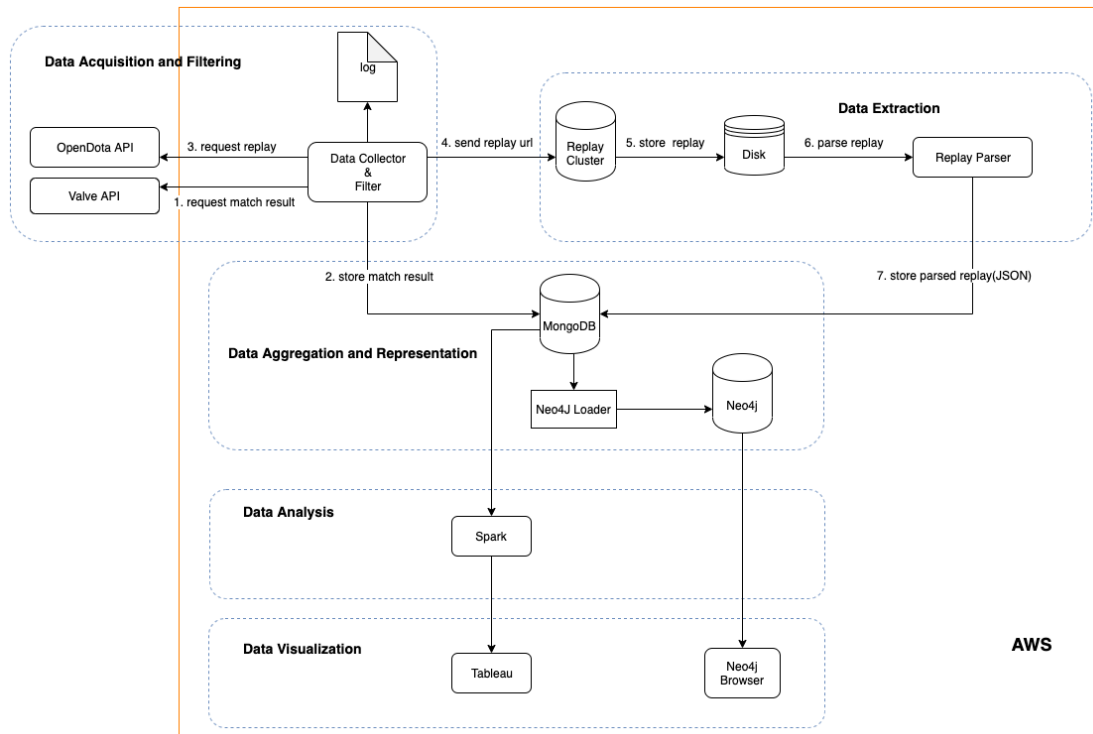 Data Acquisition and Filtering
log
OpenDota API
3. request replay
Data Collector
&
Filter
Valve API
1. request match result
4. send replay url
Data Extraction
Replay
Cluster
5. store replay
Disk
6. parse replay
Replay Parser
2. store match result
7. store parsed replay(JSON)
MongoDB
Data Aggregation and Representation
Neo4J Loader
Neo4j
Data Analysis
Spark
Data Visualization
Tableau
Neo4j
Browser
AWS